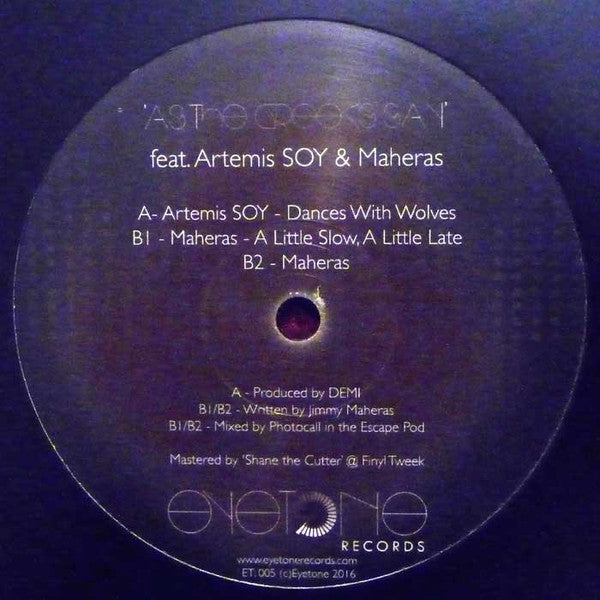 'AS The GREEKS SAY'
feat. Artemis SOY & Maheras
A- Artemis SOY - Dances With Wolves
B1 - Maheras - A Little Slow, A Little Late
B2 - Maheras
A - Produced by DEMI
B1/B2 - Written by Jimmy Maheras
B1/B2 - Mixed by Photocall in the Escape Pod
Mastered by 'Shane the Cutter' @ Finyl Tweek
eyeTone
RECORDS
www.eyetonerecords.com
ET. 005 (c)Eyetone 2016